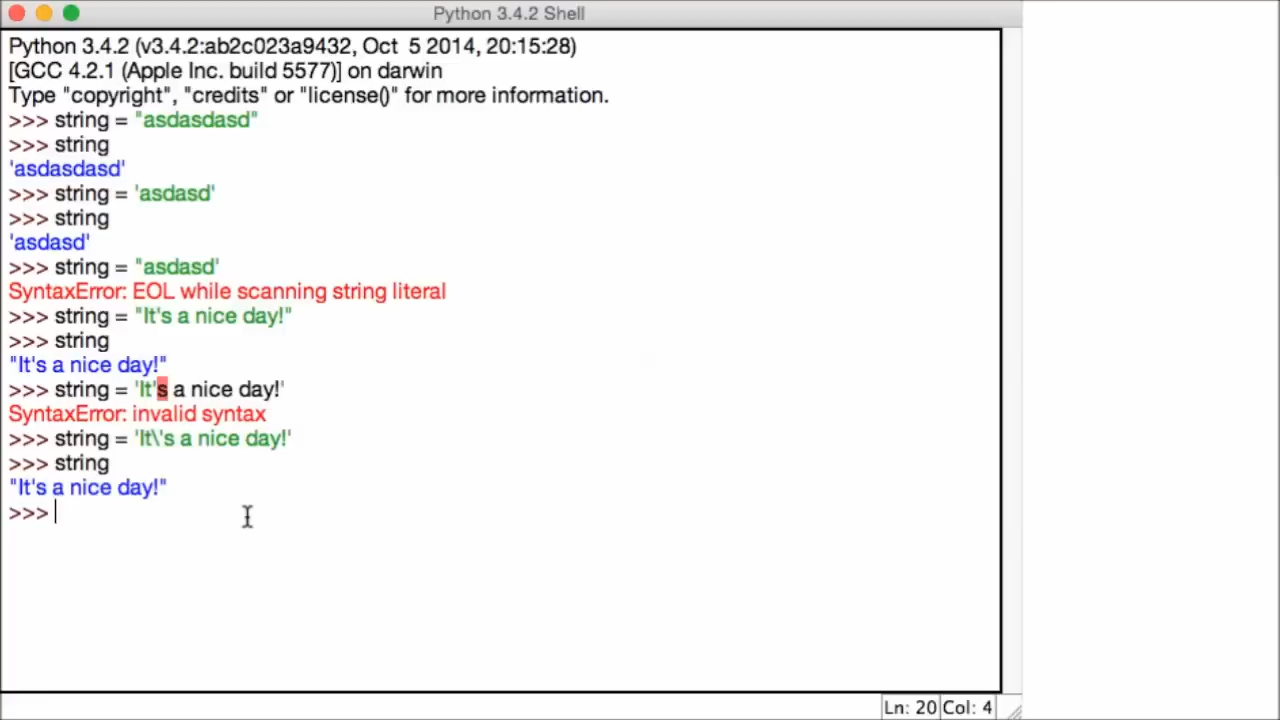 Python 3.4.2 Shell
Python 3.4.2 (v3.4.2:ab2c023a9432, Oct  5 2014, 20:15:28)
[GCC 4.2.1 (Apple Inc. build 5577)] on darwin
Type "copyright", "credits" or "license()" for more information.
>>> string = "asdasdasd"
>>> string
'asdasdasd'
>>> string = 'asdasd'
>>> string
'asdasd'
>>> string = "asdasd'
SyntaxError: EOL while scanning string literal
>>> string = "It's a nice day!"
>>> string
"It's a nice day!"
>>> string = 'It's a nice day!'
SyntaxError: invalid syntax
>>> string = 'It\'s a nice day!'
>>> string
"It's a nice day!"
>>>
Ln: 20 Col: 4